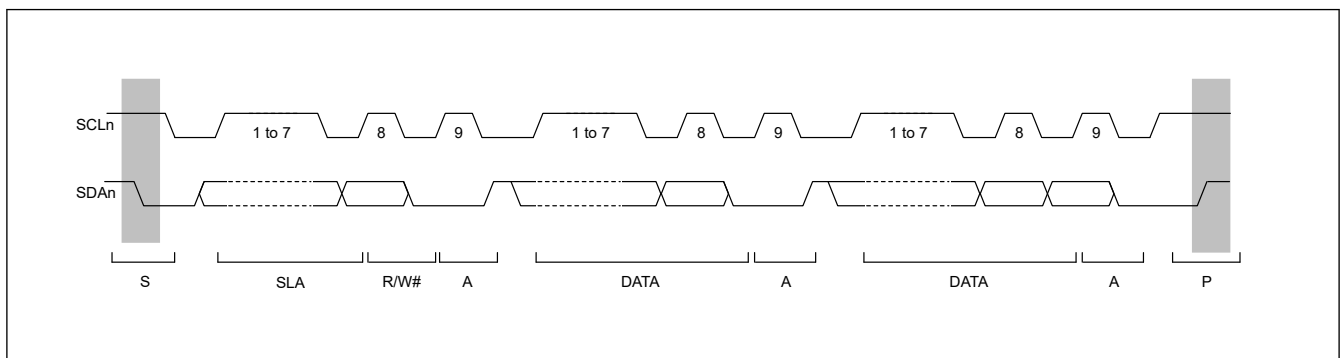 SCLn 1 to 7 8 9 1 to 7 8 9 1 to 7 8 9
SDAn
S SLA R/W# A DATA A DATA A P